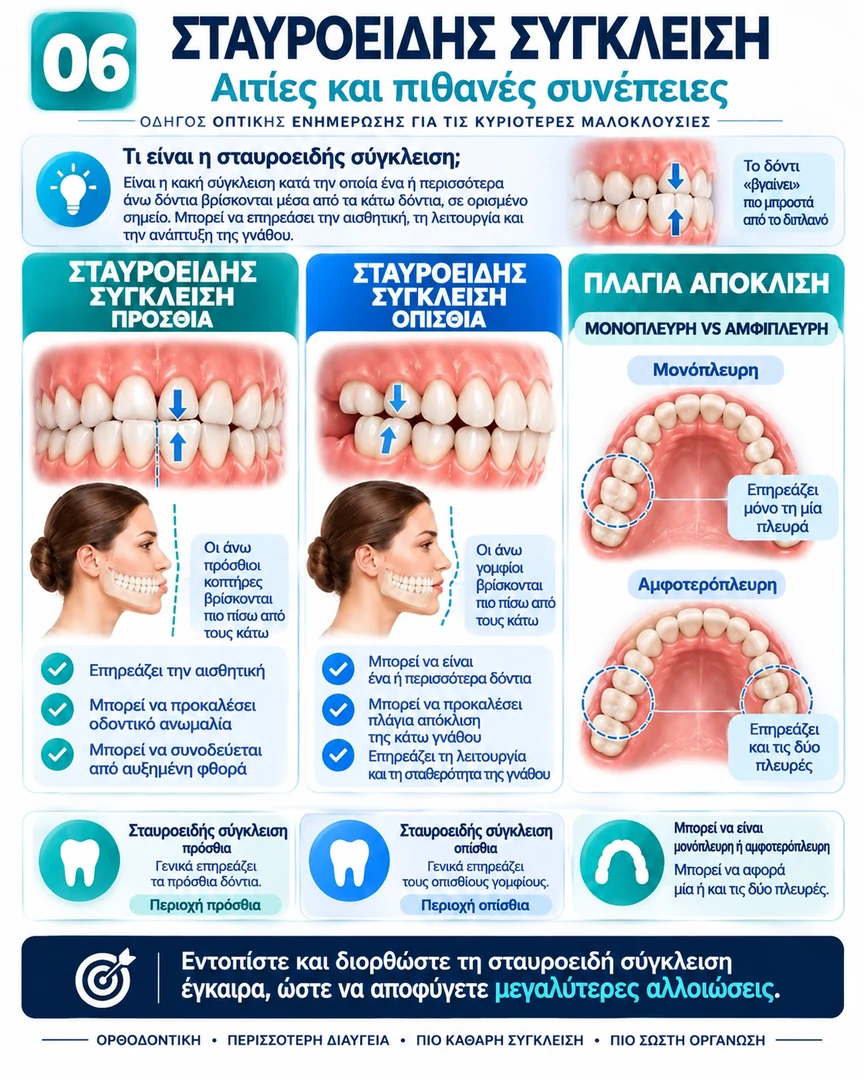 06
ΣΤΑΥΡΟΕΙΔΗΣ ΣΥΓΚΛΕΙΣΗ
Αιτίες και πιθανές συνέπειες
ΟΔΗΓΟΣ ΟΠΤΙΚΗΣ ΕΝΗΜΕΡΩΣΗΣ ΓΙΑ ΤΙΣ ΚΥΡΙΟΤΕΡΕΣ ΜΑΛΟΚΛΟΥΣΙΕΣ
Τι είναι η σταυροειδής σύγκλειση;
Είναι η κακή σύγκλειση κατά την οποία ένα ή περισσότερα
άνω δόντια βρίσκονται μέσα από τα κάτω δόντια, σε ορισμένο
σημείο. Μπορεί να επηρεάσει την αισθητική, τη λειτουργία και
την ανάπτυξη της γνάθου.
Το δόντι
«βγαίνει»
πιο μπροστά
από το διπλανό
ΣΤΑΥΡΟΕΙΔΗΣ
ΣΥΓΚΛΕΙΣΗ
ΠΡΟΣΘΙΑ
Οι άνω
πρόσθιοι
κοπτήρες
βρίσκονται
πιο πίσω από
τους κάτω
Επηρεάζει την αισθητική
Μπορεί να προκαλέσει
οδοντικό ανωμαλία
Μπορεί να συνοδεύεται
από αυξημένη φθορά
ΣΤΑΥΡΟΕΙΔΗΣ
ΣΥΓΚΛΕΙΣΗ
ΟΠΙΣΘΙΑ
Οι άνω
γομφίοι
βρίσκονται
πιο πίσω από
τους κάτω
Μπορεί να είναι
ένα ή περισσότερα δόντια
Μπορεί να προκαλέσει
πλάγια απόκλιση
της κάτω γνάθου
Επηρεάζει τη λειτουργία
και τη σταθερότητα της γνάθου
ΠΛΑΓΙΑ ΑΠΟΚΛΙΣΗ
ΜΟΝΟΠΛΕΥΡΗ VS ΑΜΦΙΠΛΕΥΡΗ
Μονόπλευρη
Επηρεάζει
μόνο τη μία
πλευρά
Αμφοτερόπλευρη
Επηρεάζει
και τις δύο
πλευρές
Σταυροειδής σύγκλειση
πρόσθια
Γενικά επηρεάζει
τα πρόσθια δόντια.
Περιοχή πρόσθια
Σταυροειδής σύγκλειση
οπίσθια
Γενικά επηρεάζει
τους οπισθίους γομφίους.
Περιοχή οπίσθια
Μπορεί να είναι
μονόπλευρη ή αμφοτερόπλευρη
Μπορεί να αφορά
μία ή και τις δύο πλευρές.
Εντοπίστε και διορθώστε τη σταυροειδή σύγκλειση
έγκαιρα, ώστε να αποφύγετε μεγαλύτερες αλλοιώσεις.
ΟΡΘΟΔΟΝΤΙΚΗ • ΠΕΡΙΣΣΟΤΕΡΗ ΔΙΑΥΓΕΙΑ • ΠΙΟ ΚΑΘΑΡΗ ΣΥΓΚΛΕΙΣΗ • ΠΙΟ ΣΩΣΤΗ ΟΡΓΑΝΩΣΗ